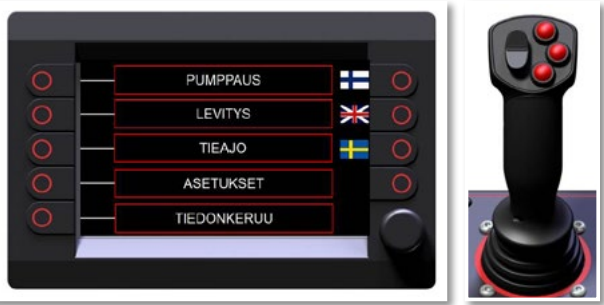 PUMPPAUS
LEVITYS
TIEAJO
ASETUKSET
TIEDONKERUU